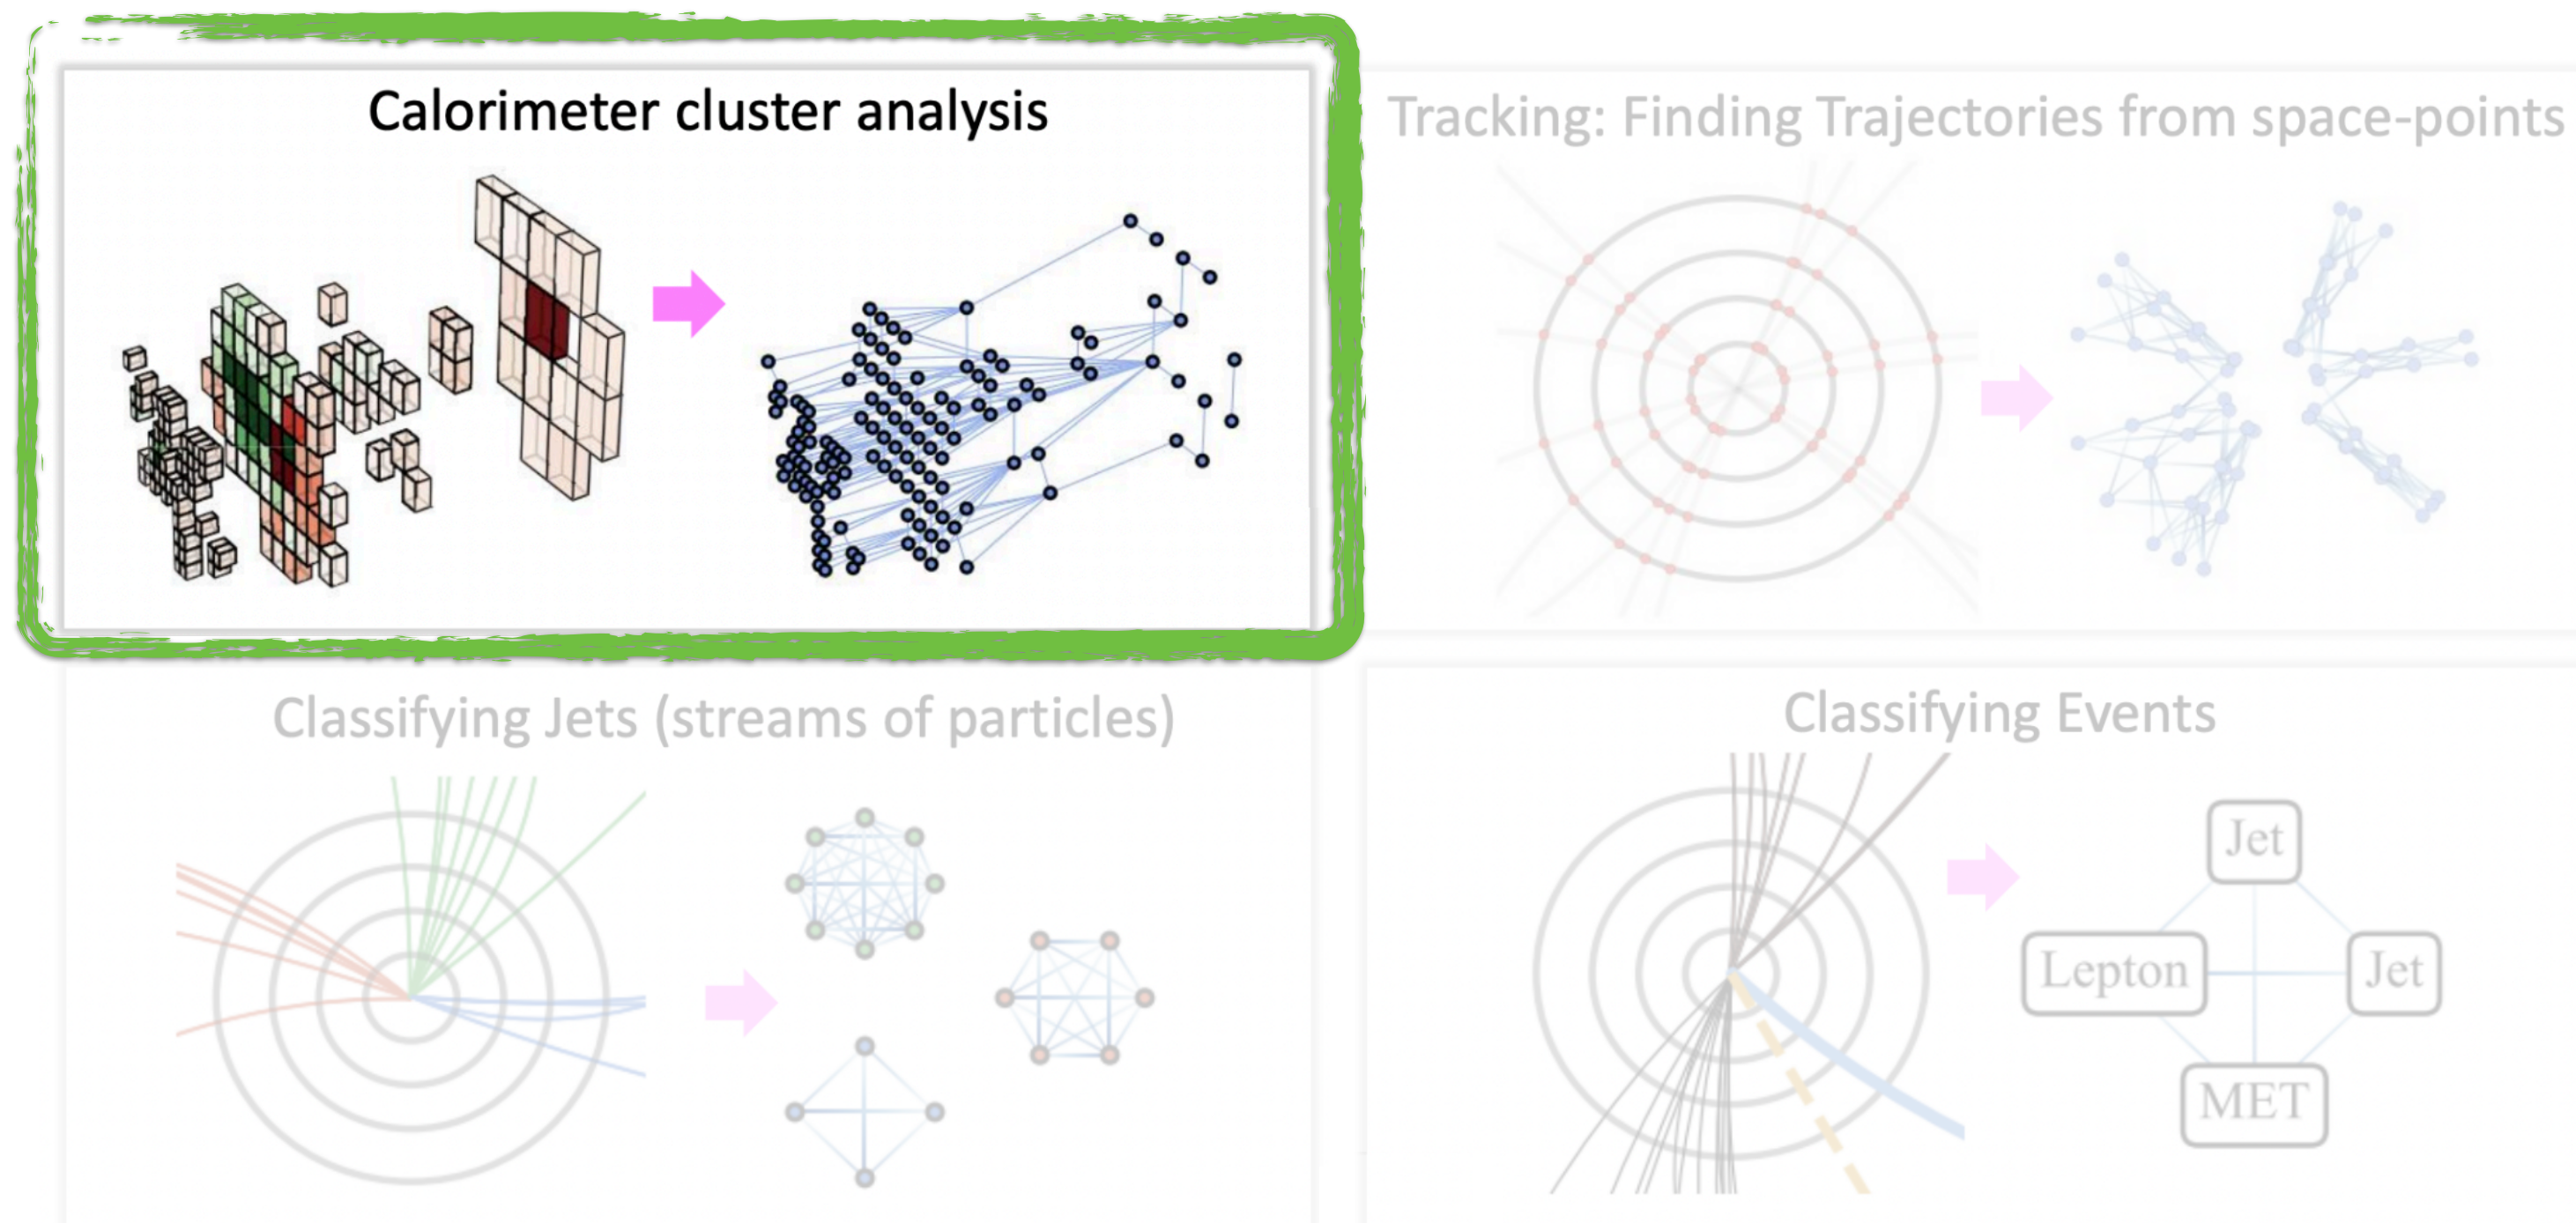 Calorimeter cluster analysis
Tracking: Finding Trajectories from space-points
Classifying Jets (streams of particles)
Classifying Events
Jet
Lepton
Jet
MET